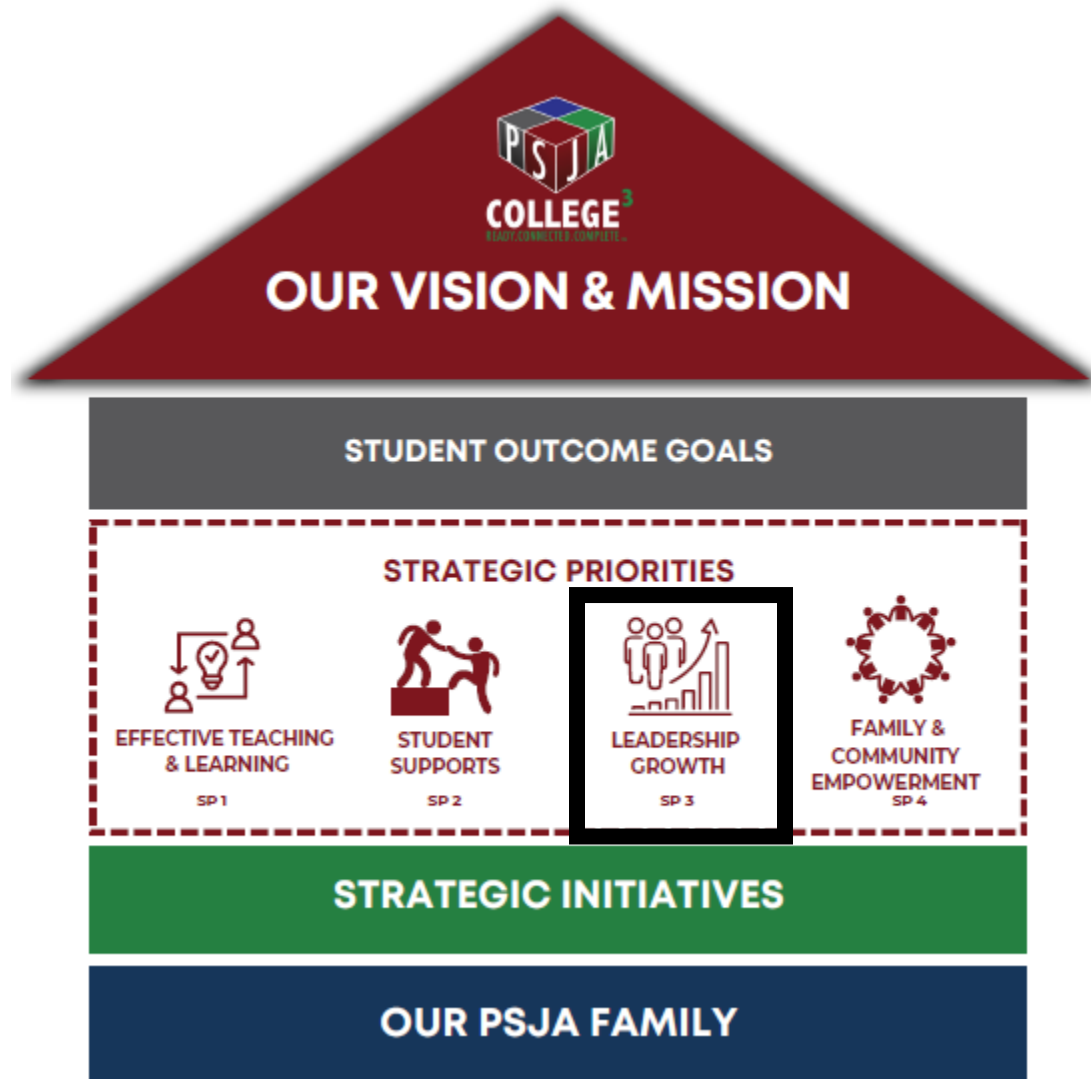 PSJA
COLLEGE³
READY.CONNECTED.COMPLETE
OUR VISION & MISSION
STUDENT OUTCOME GOALS
STRATEGIC PRIORITIES
EFFECTIVE TEACHING
& LEARNING
SP 1
STUDENT
SUPPORTS
SP 2
LEADERSHIP
GROWTH
SP 3
FAMILY &
COMMUNITY
EMPOWERMENT
SP 4
STRATEGIC INITIATIVES
OUR PSJA FAMILY